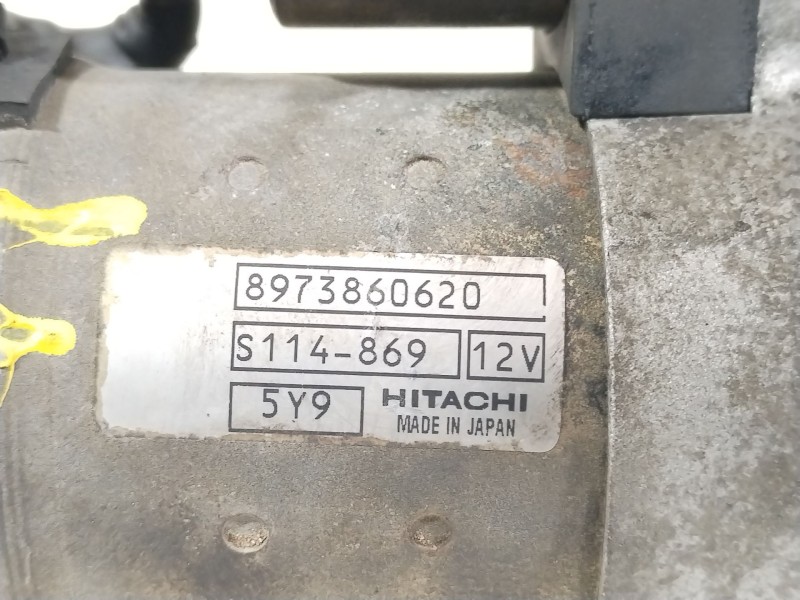 8973860620
S114-869 12V
5Y9 HITACHI
MADE IN JAPAN